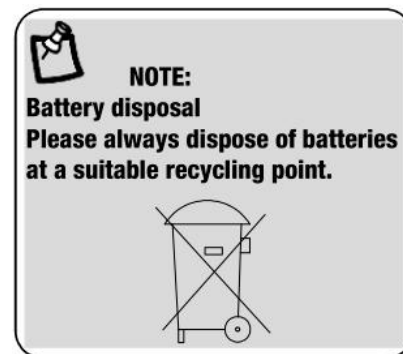 NOTE:
Battery disposal
Please always dispose of batteries
at a suitable recycling point.